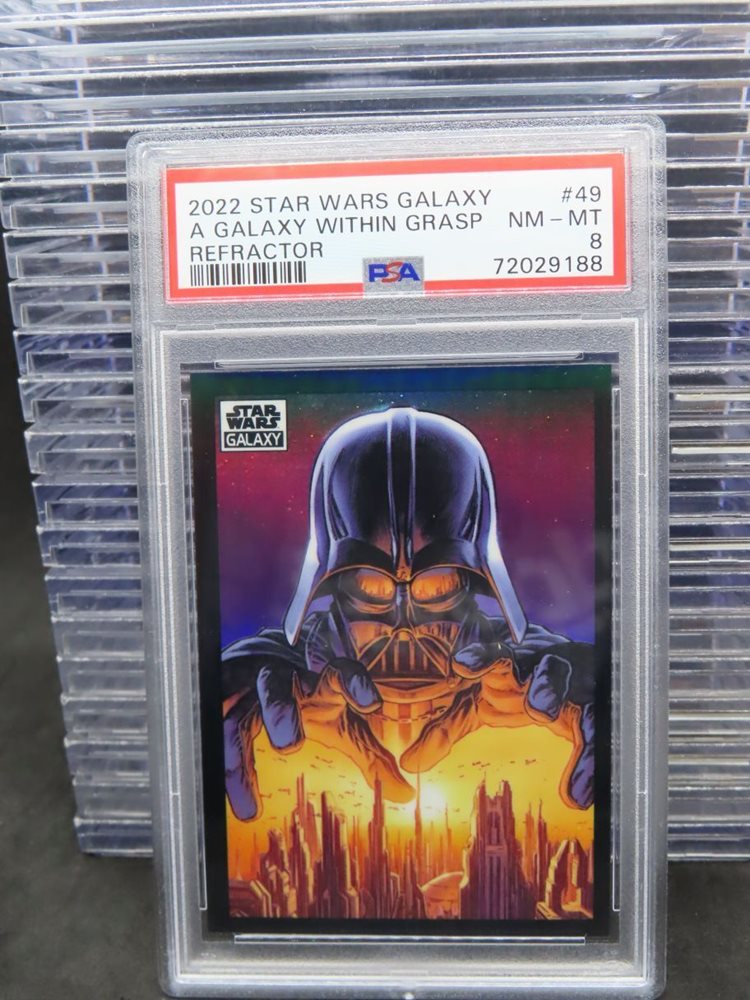 2022 STAR WARS GALAXY #49
A GALAXY WITHIN GRASP NM - MT
REFRACTOR 8
PSA 72029188
STAR
WARS
GALAXY